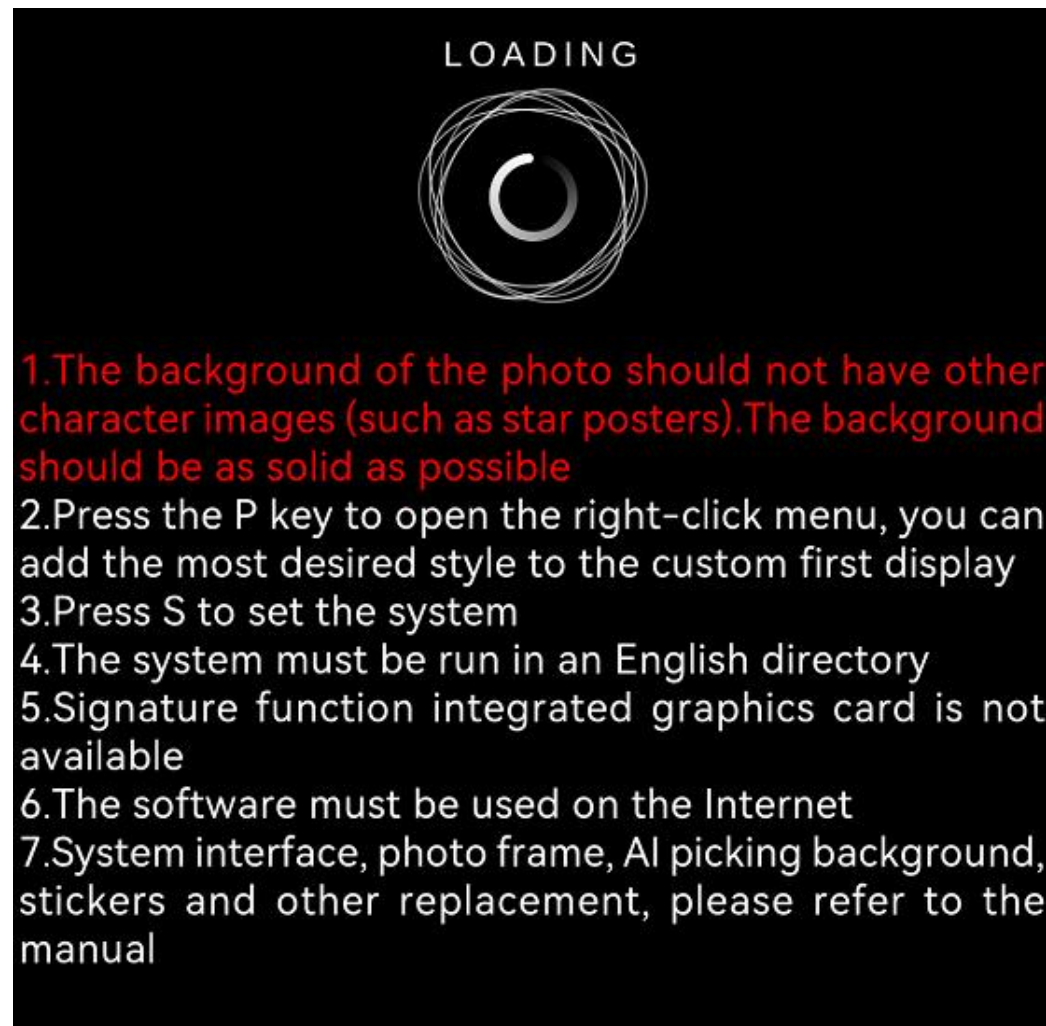 LOADING
1.The background of the photo should not have other
character images (such as star posters).The background
should be as solid as possible
2.Press the P key to open the right-click menu, you can
add the most desired style to the custom first display
3.Press S to set the system
4.The system must be run in an English directory
5.Signature function integrated graphics card is not
available
6.The software must be used on the Internet
7.System interface, photo frame, AI picking background,
stickers and other replacement, please refer to the
manual